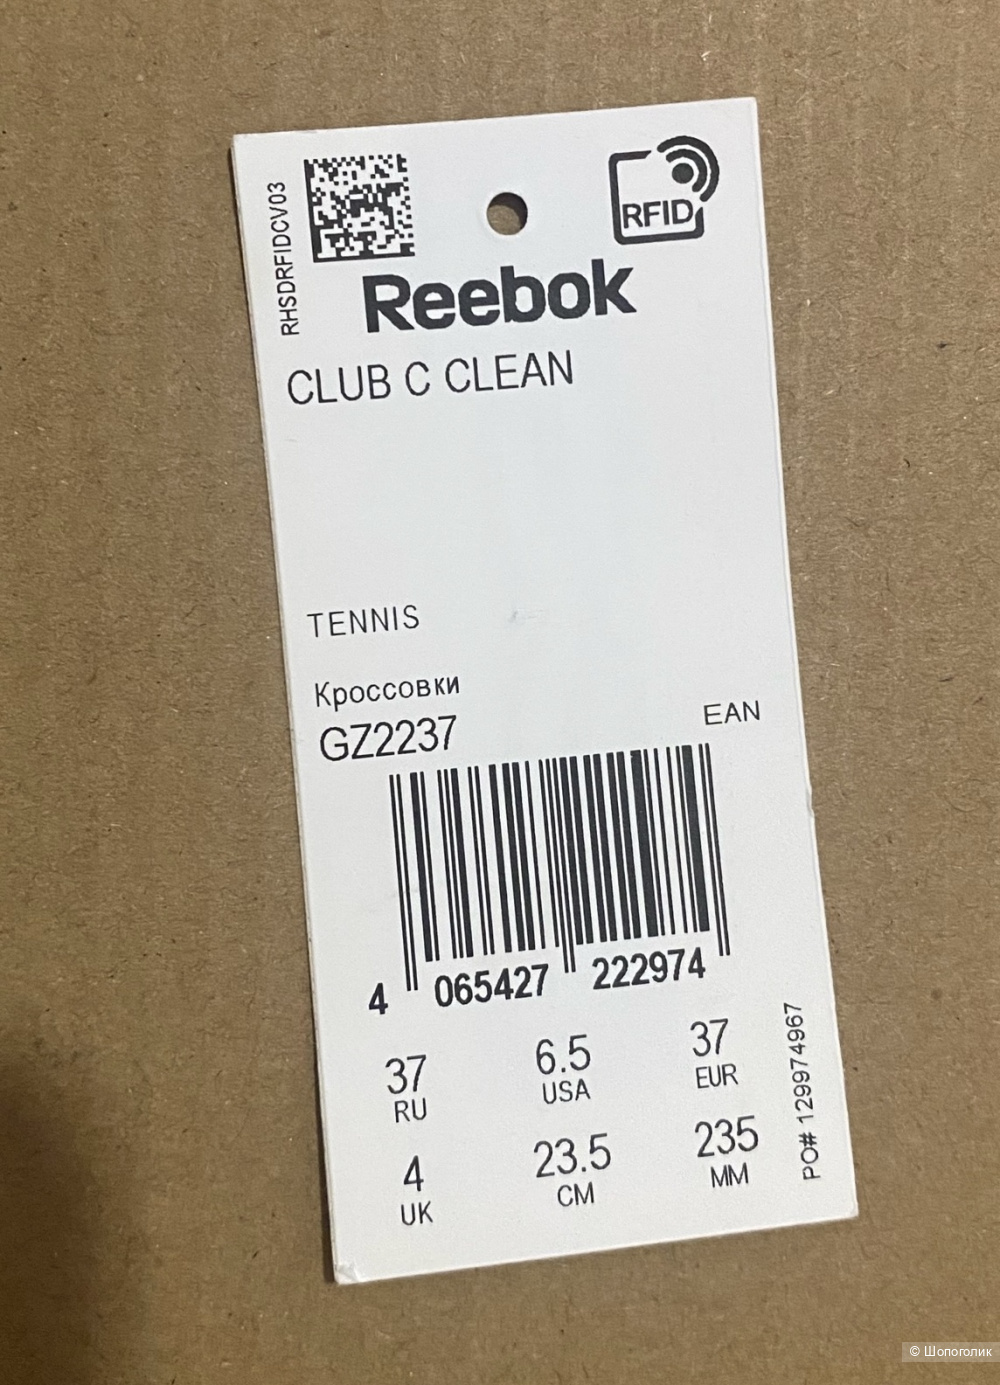 RHSDRFIDCV03
RFID
Reebok
CLUB C CLEAN
TENNIS
Кроссовки
GZ2237
EAN
4 065427 222974
37 6.5 37
RU USA EUR
4 23.5 235
UK CM MM
PO# 129974967
© Шопоголик